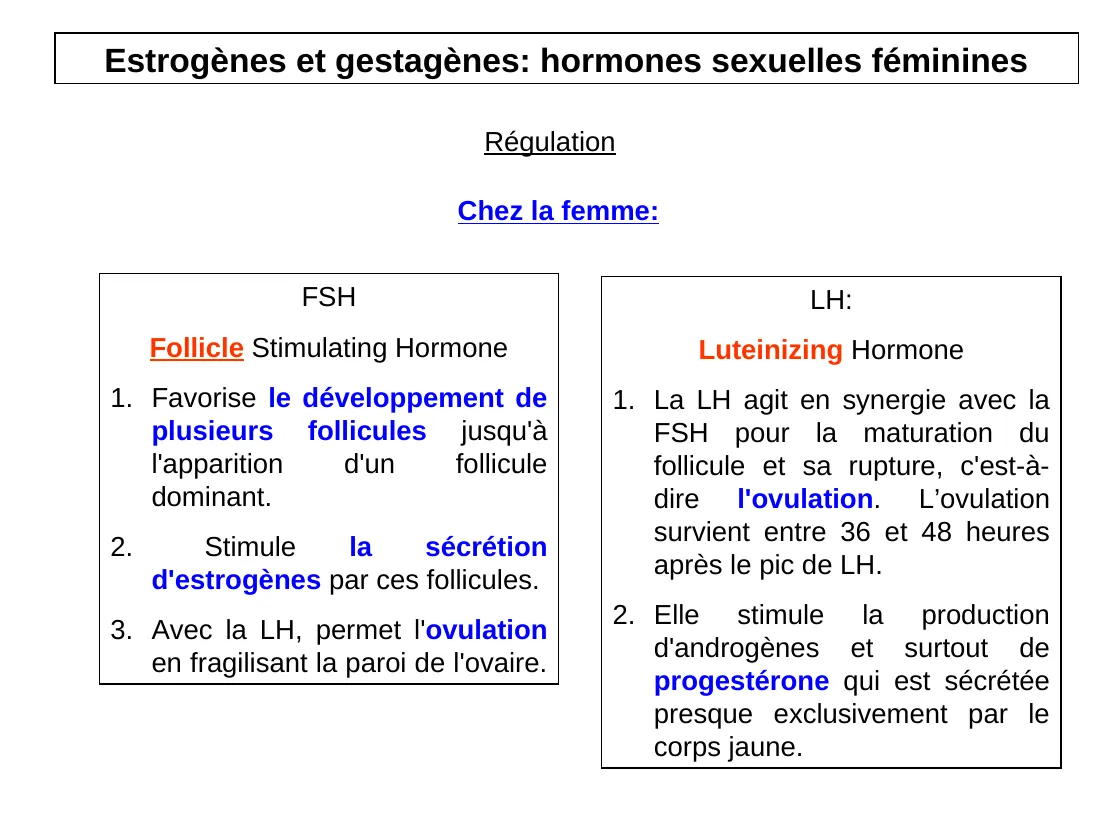 Estrogènes et gestagènes: hormones sexuelles féminines
Régulation
Chez la femme:
FSH
Follicle Stimulating Hormone
1. Favorise le développement de
plusieurs follicules jusqu'à
l'apparition d'un follicule
dominant.
2. Stimule la sécrétion
d'estrogènes par ces follicules.
3. Avec la LH, permet l'ovulation
en fragilisant la paroi de l'ovaire.
LH:
Luteinizing Hormone
1. La LH agit en synergie avec la
FSH pour la maturation du
follicule et sa rupture, c'est-à-
dire l'ovulation. L’ovulation
survient entre 36 et 48 heures
après le pic de LH.
2. Elle stimule la production
d'androgènes et surtout de
progestérone qui est sécrétée
presque exclusivement par le
corps jaune.